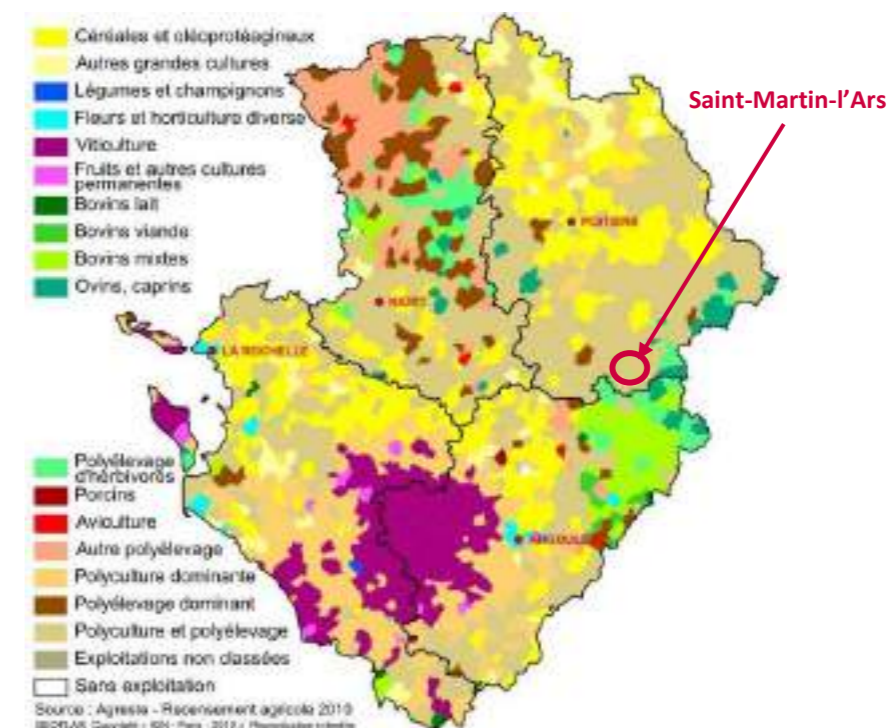 Céréales et oléoprotéagineux
Autres grandes cultures
Légumes et champignons
Fleurs et horticulture diverse
Viticulture
Fruits et autres cultures
permanentes
Bovins lait
Bovins viande
Bovins mixtes
Ovins, caprins
Saint-Martin-l'Ars
POITIERS
NIORT
LA ROCHELLE
ANGOULEME
Polyélevage
d'herbivores
Porcins
Aviculture
Autre polyélevage
Polyculture dominante
Polyélevage dominant
Polyculture et polyélevage
Exploitations non classées
Sans exploitation
Source : Agreste - Recensement agricole 2010